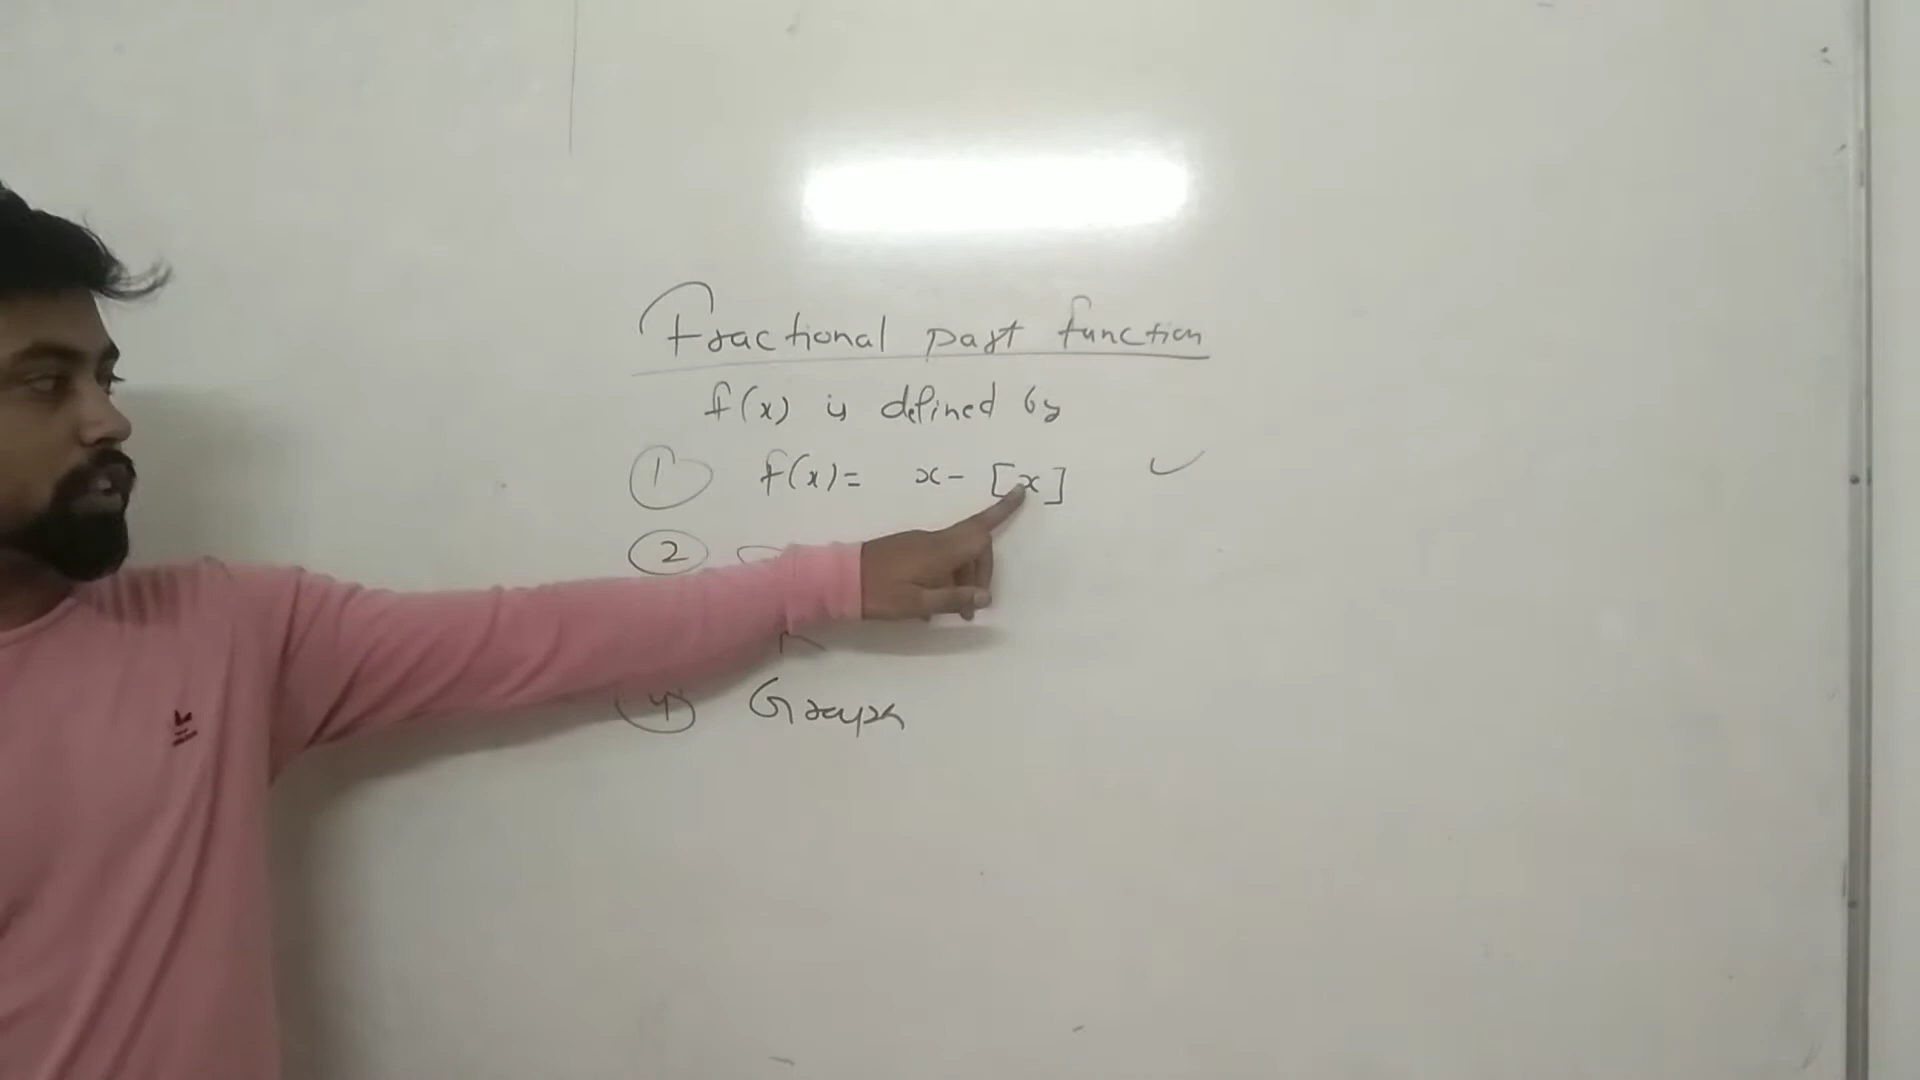 Fractional part function
f(x) is defined by
① f(x) = x - [x] ✓
②
④ Graph